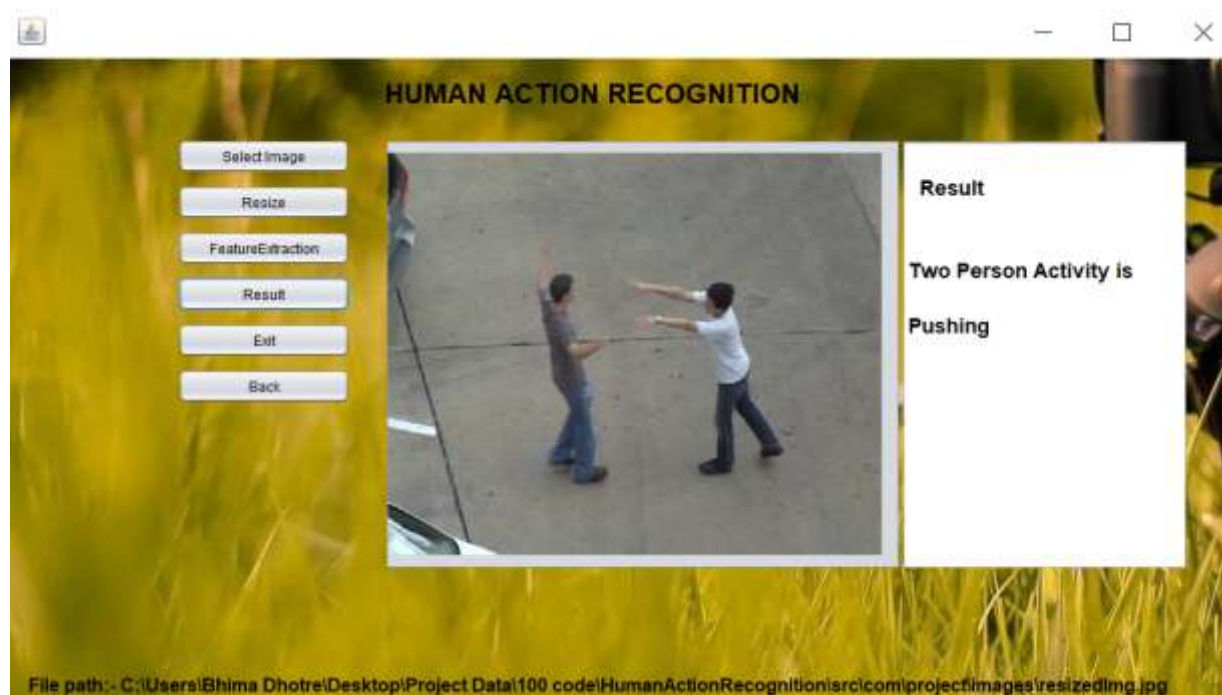 HUMAN ACTION RECOGNITION
Select Image
Resize
FeatureExtraction
Result
Exit
Back
Result
Two Person Activity is
Pushing
File path:- C:\Users\Bhima Dhotre\Desktop\Project Data\100 code\HumanActionRecognition\src\com\project\images\resizedImg.jpg